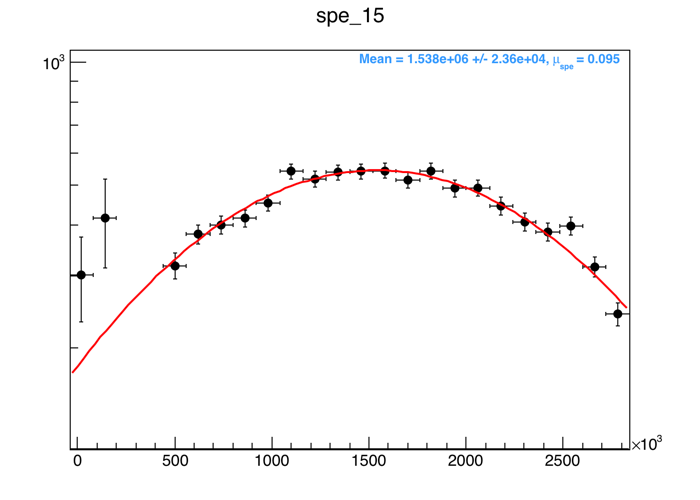 spe_15
Mean = 1.538e+06 +/- 2.36e+04, μspe = 0.095
10³
0 500 1000 1500 2000 2500
×10³